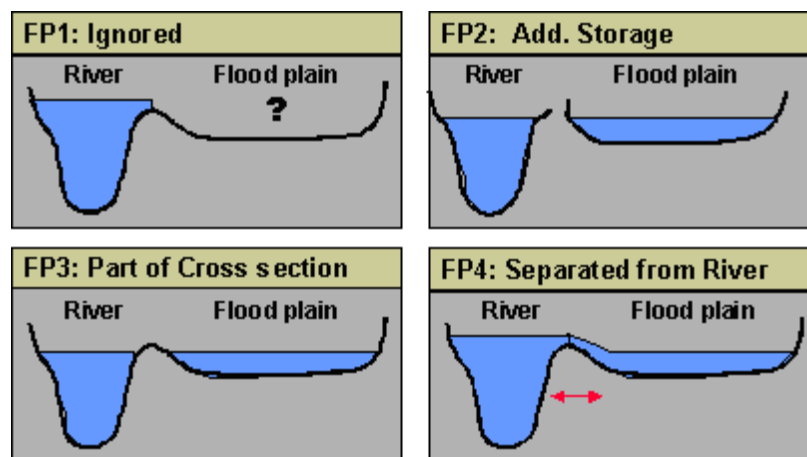 FP1: Ignored
River Flood plain
?
FP2: Add. Storage
River Flood plain
FP3: Part of Cross section
River Flood plain
FP4: Separated from River
River Flood plain